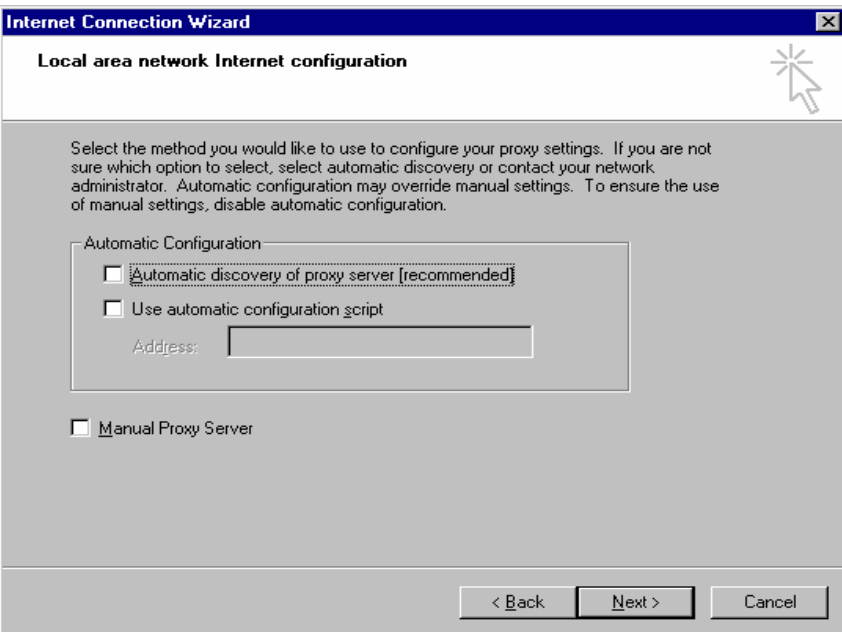 Internet Connection Wizard
Local area network Internet configuration
Select the method you would like to use to configure your proxy settings. If you are not
sure which option to select, select automatic discovery or contact your network
administrator. Automatic configuration may override manual settings. To ensure the use
of manual settings, disable automatic configuration.
Automatic Configuration
Automatic discovery of proxy server [recommended]
Use automatic configuration script
Address:
Manual Proxy Server
< Back Next > Cancel